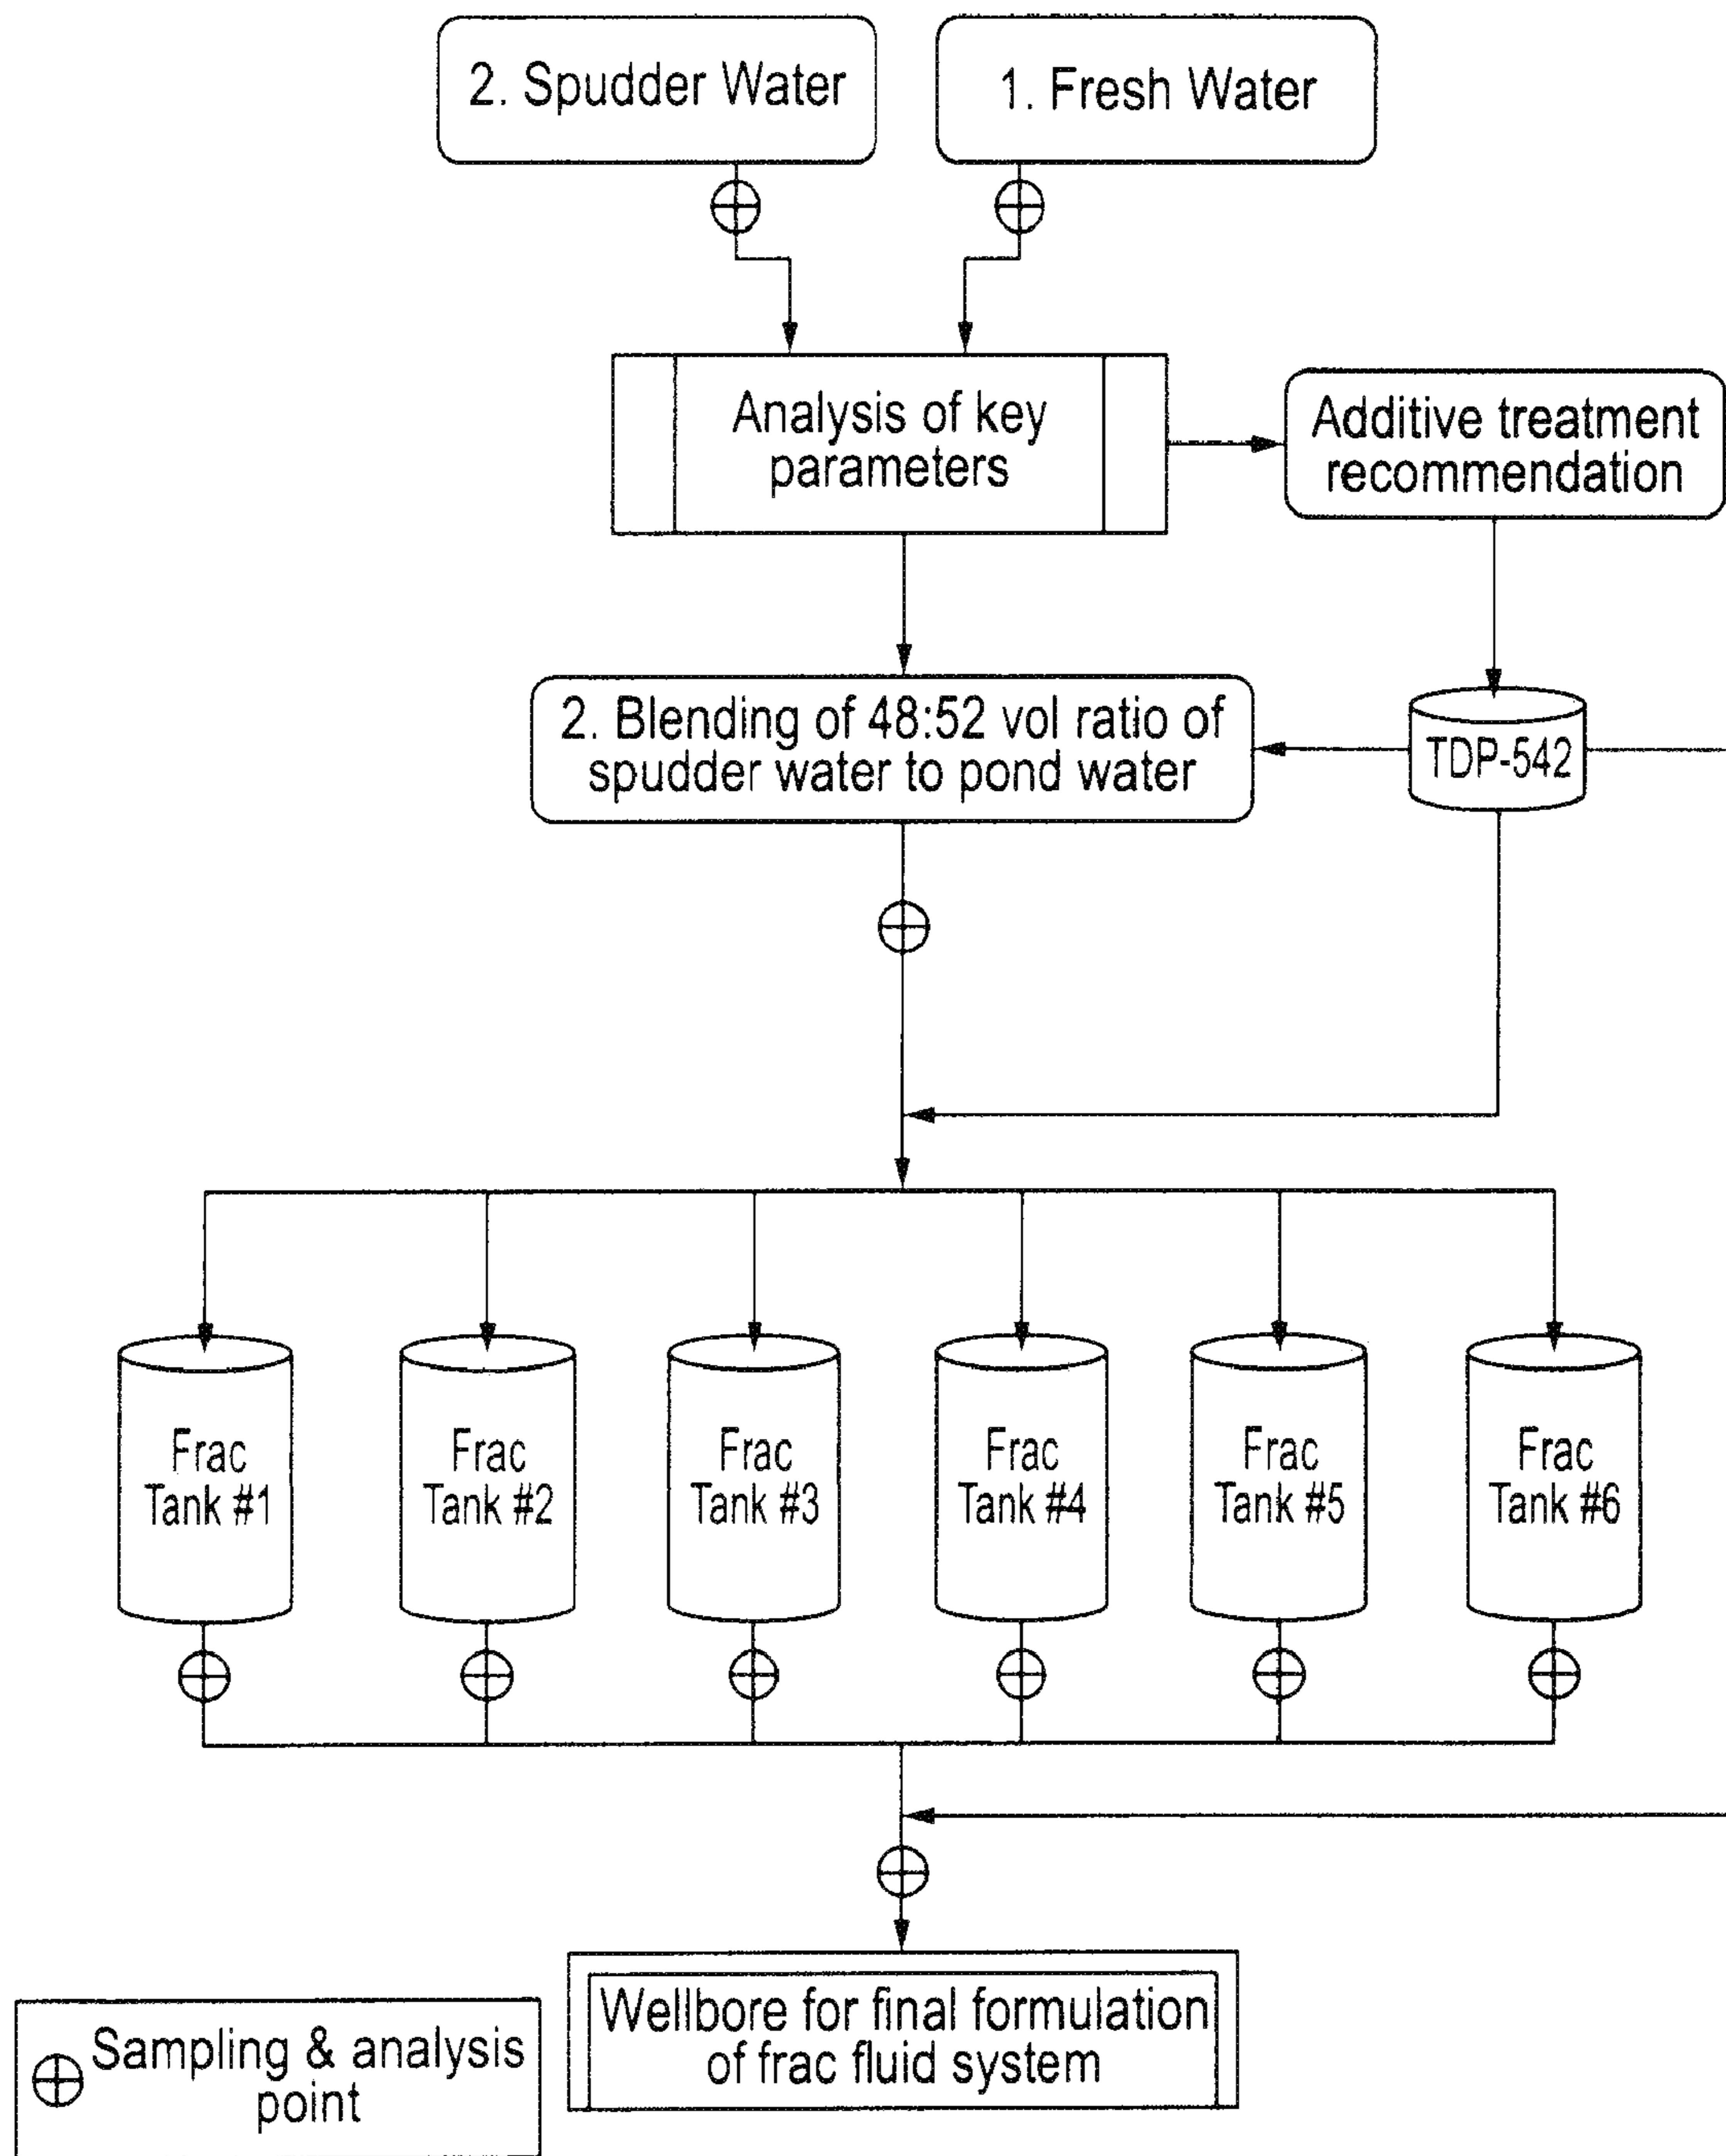 2. Spudder Water
1. Fresh Water
Analysis of key
parameters
Additive treatment
recommendation
2. Blending of 48:52 vol ratio of
spudder water to pond water
TDP-542
Frac
Tank #1
Frac
Tank #2
Frac
Tank #3
Frac
Tank #4
Frac
Tank #5
Frac
Tank #6
Wellbore for final formulation
of frac fluid system
Sampling & analysis
point